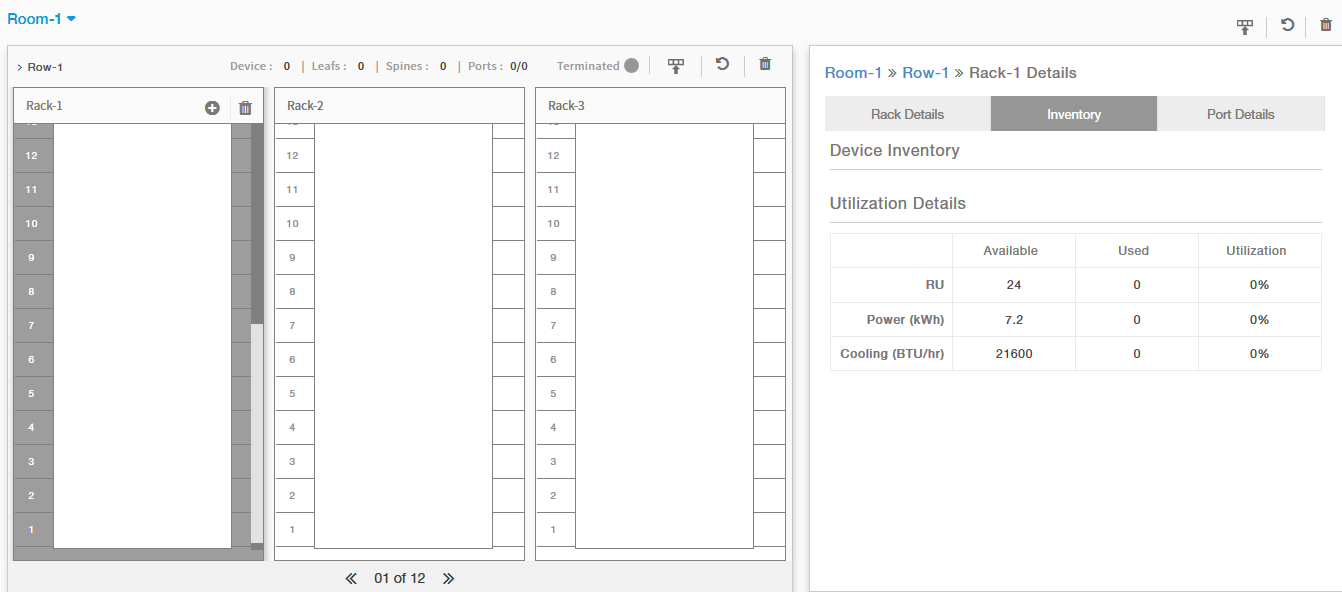 Room-1
Row-1 Device : 0 | Leafs : 0 | Spines : 0 | Ports : 0/0 Terminated
Rack-1 Rack-2 Rack-3
12 12 12
11 11 11
10 10 10
9 9 9
8 8 8
7 7 7
6 6 6
5 5 5
4 4 4
3 3 3
2 2 2
1 1 1
« 01 of 12 »
Room-1 » Row-1 » Rack-1 Details
Rack Details Inventory Port Details
Device Inventory
Utilization Details
Available Used Utilization
RU 24 0 0%
Power (kWh) 7.2 0 0%
Cooling (BTU/hr) 21600 0 0%